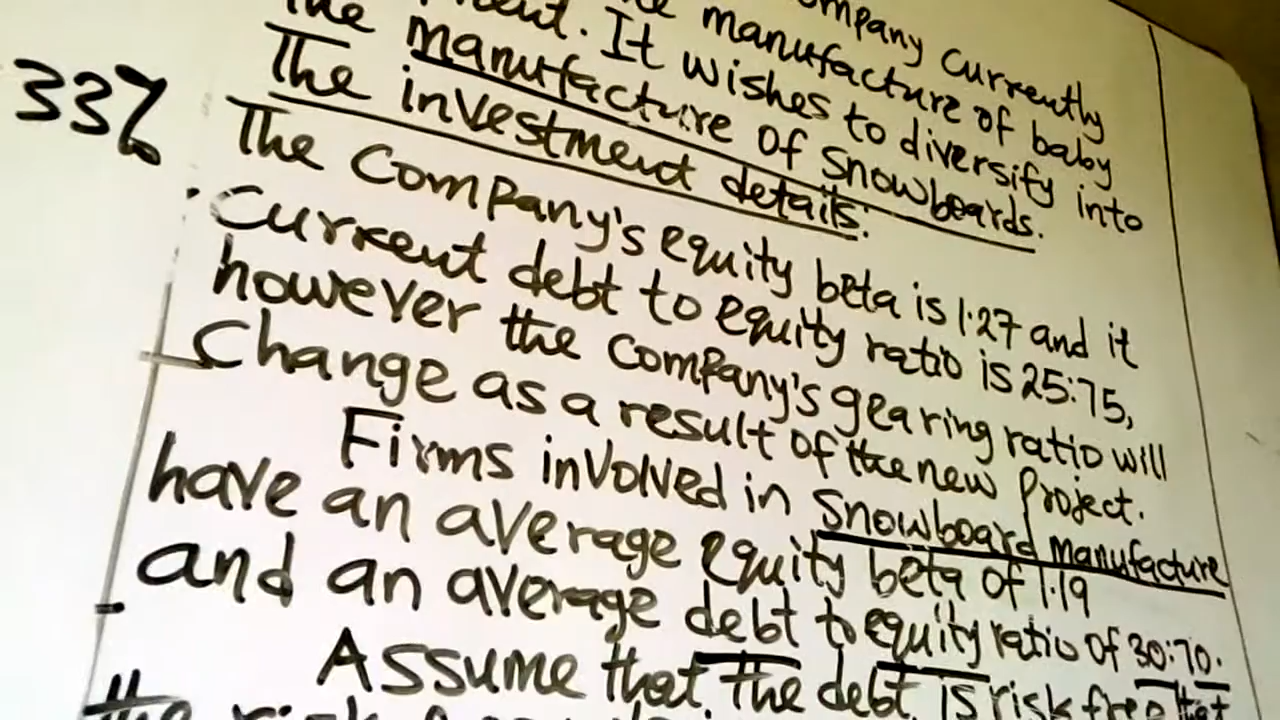 ompany Currently
manufacture of baby
It wishes to diversify into
the manufacture of Snowboards.
The investment details:
33%
The Company's equity beta is 1.27 and it
Current debt to equity ratio is 25:75,
however the Company's gearing ratio will
Change as a result of the new Project.
Firms involved in Snowboard manufacture
have an average equity beta of 1.19
and an average debt to equity ratio of 30:70.
Assume that the debt is risk free
the